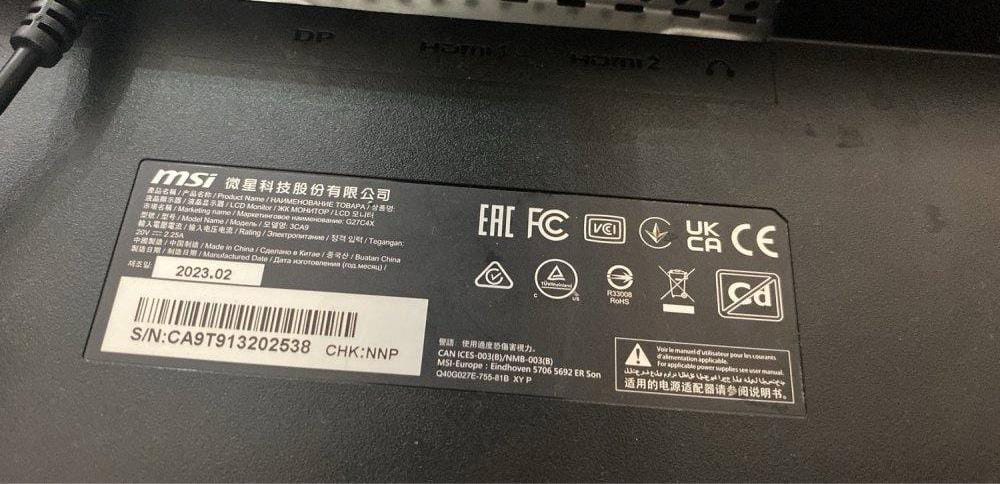 DP
HDMI 1
HDMI 2
msi 微星科技股份有限公司
產品名稱 / 产品名称 / Product Name / НАИМЕНОВАНИЕ ТОВАРА / 상품명:
液晶顯示器 / 液晶显示器 / LCD Monitor / ЖК МОНИТОР / LCD 모니터
市場名稱 / Marketing name / Маркетинговое наименование: G27C4X
型號 / 型号 / Model Name / Модель / 모델명: 3CA9
輸入電壓電流 / 输入电压电流 / Rating / Электропитание / 정격 입력 / Tegangan:
20V ⎓ 2.25A
中國製造 / 中国制造 / Made in China / Сделано в Китае / 중국산 / Buatan China
製造日期 / 制造日期 / Manufactured Date / Дата изготовления (год.месяц) /
제조일:
2023.02
S/N:CA9T913202538
CHK:NNP
EAC FC VCCI UK CA CE
TÜVRheinland
C US
R33008
RoHS
Cd
警語 使用過度恐傷害視力。
CAN ICES-003(B)/NMB-003(B)
MSI-Europe : Eindhoven 5706 5692 ER Son
Q40G027E-755-81B XY P
Voir le manuel d'utilisateur pour les courants
d'alimentation applicable.
For applicable power supplies see user manual.
适用的电源适配器请参阅说明书。